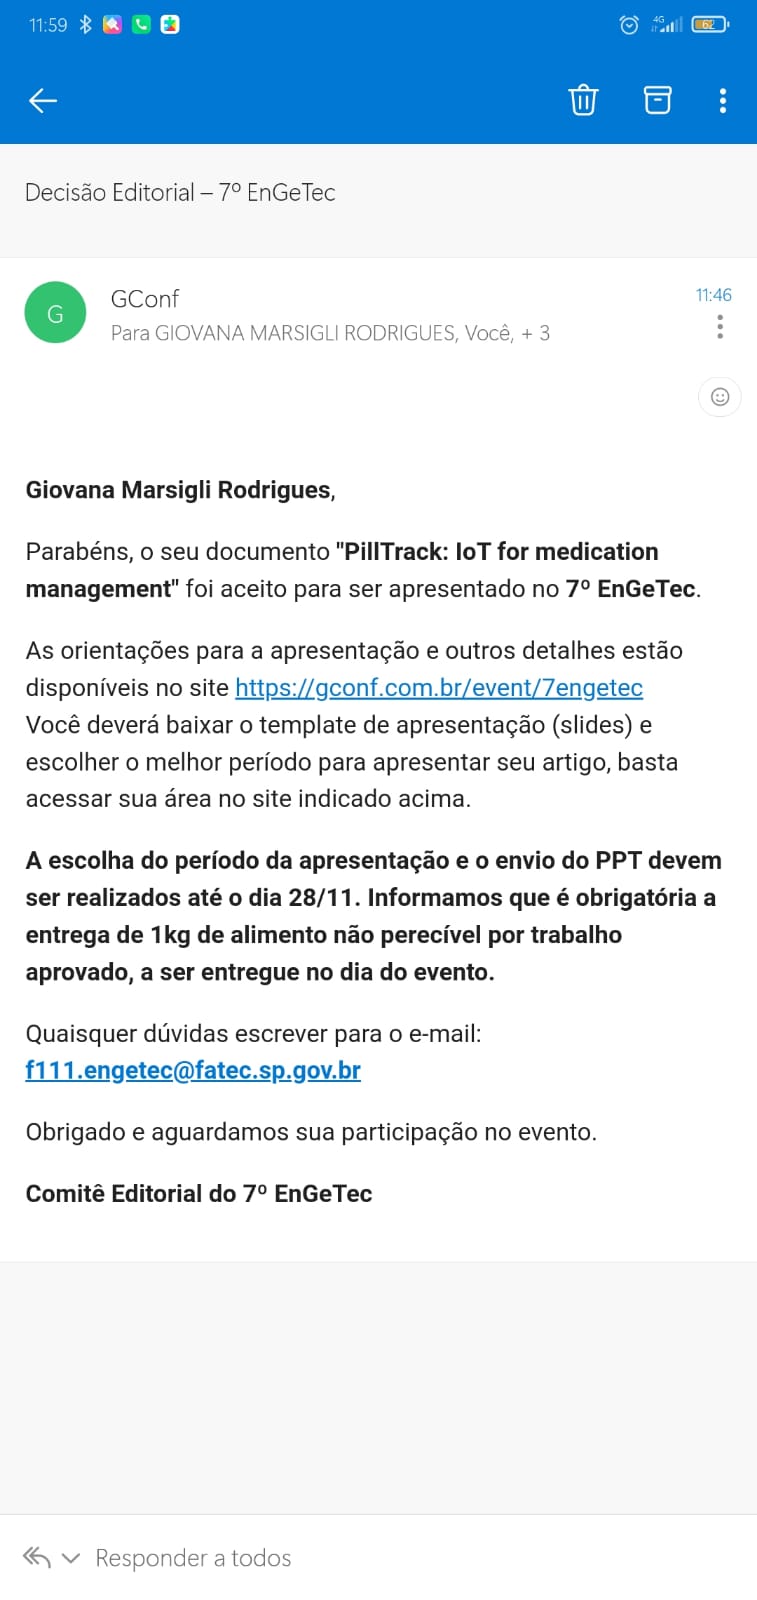 11:59
4G
62
Decisão Editorial – 7º EnGeTec
G
GConf
11:46
Para GIOVANA MARSIGLI RODRIGUES, Você, + 3
Giovana Marsigli Rodrigues,
Parabéns, o seu documento "PillTrack: IoT for medication
management" foi aceito para ser apresentado no 7º EnGeTec.
As orientações para a apresentação e outros detalhes estão
disponíveis no site https://gconf.com.br/event/7engetec
Você deverá baixar o template de apresentação (slides) e
escolher o melhor período para apresentar seu artigo, basta
acessar sua área no site indicado acima.
A escolha do período da apresentação e o envio do PPT devem
ser realizados até o dia 28/11. Informamos que é obrigatória a
entrega de 1kg de alimento não perecível por trabalho
aprovado, a ser entregue no dia do evento.
Quaisquer dúvidas escrever para o e-mail:
f111.engetec@fatec.sp.gov.br
Obrigado e aguardamos sua participação no evento.
Comitê Editorial do 7º EnGeTec
Responder a todos